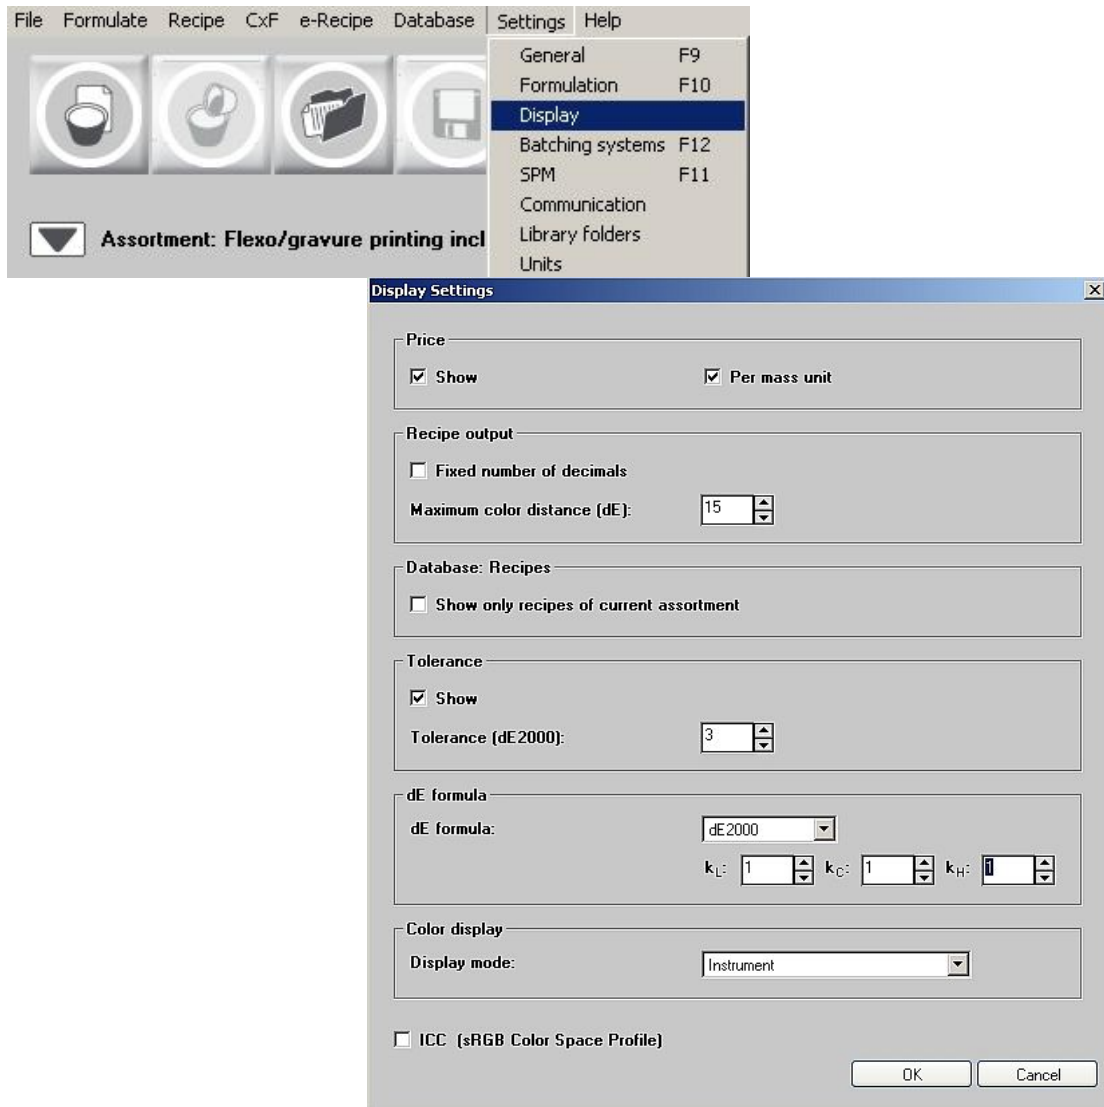 File Formulate Recipe CxF e-Recipe Database Settings Help
General F9
Formulation F10
Display
Batching systems F12
SPM F11
Communication
Library folders
Units
Assortment: Flexo/gravure printing incl
Display Settings
Price
Show Per mass unit
Recipe output
Fixed number of decimals
Maximum color distance (dE): 15
Database: Recipes
Show only recipes of current assortment
Tolerance
Show
Tolerance (dE2000): 3
dE formula
dE formula: dE2000
kL: 1 kC: 1 kH: 1
Color display
Display mode: Instrument
ICC (sRGB Color Space Profile)
OK Cancel